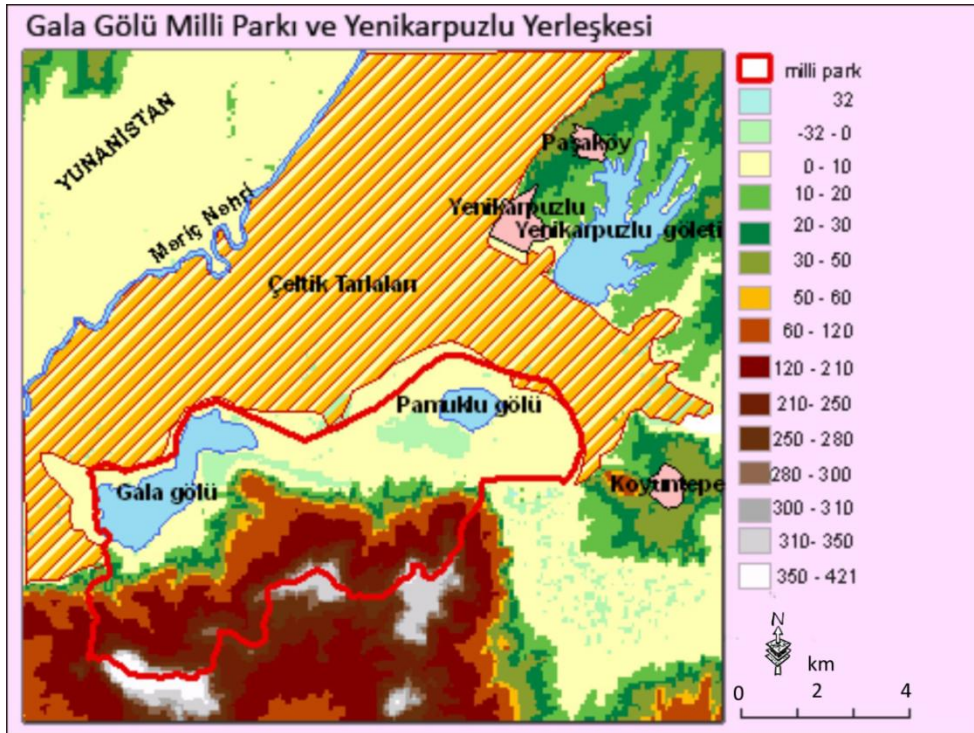 Gala Gölü Milli Parkı ve Yenikarpuzlu Yerleşkesi
YUNANİSTAN
Meriç Nehri
Paşaköy
Yenikarpuzlu
Yenikarpuzlu göleti
Çeltik Tarlaları
Pamuklu gölü
Gala gölü
Koyuntepe
milli park
32
-32 - 0
0 - 10
10 - 20
20 - 30
30 - 50
50 - 60
60 - 120
120 - 210
210 - 250
250 - 280
280 - 300
300 - 310
310- 350
350 - 421
N
km
0 2 4